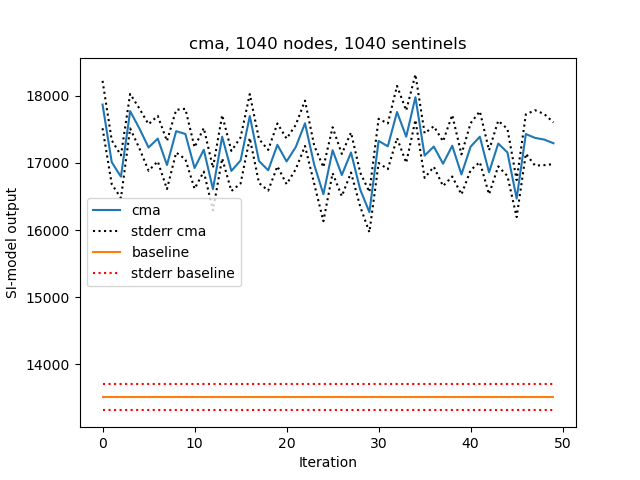 cma, 1040 nodes, 1040 sentinels
SI-model output
18000
17000
16000
15000
14000
cma
stderr cma
baseline
stderr baseline
0
10
20
30
40
50
Iteration